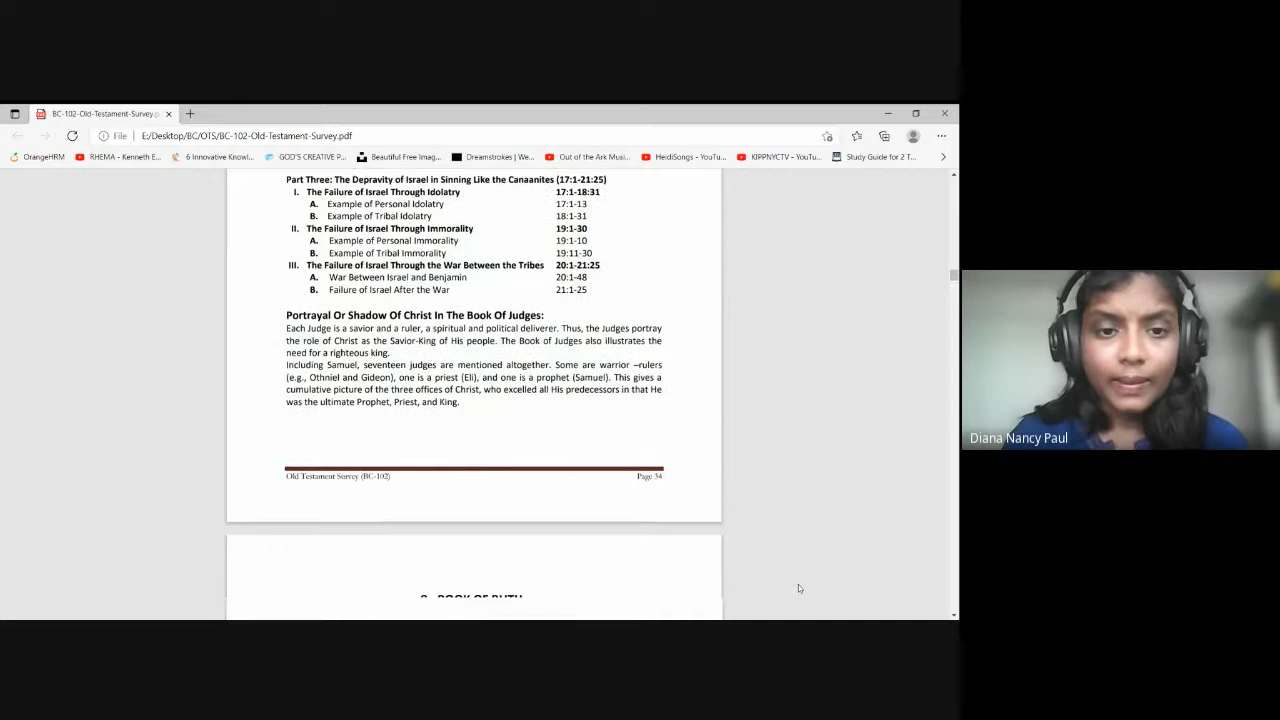 BC-102-Old-Testament-Survey.p
File E:/Desktop/BC/OTS/BC-102-Old-Testament-Survey.pdf
OrangeHRM RHEMA - Kenneth E... 6 Innovative Knowl... GOD'S CREATIVE P... Beautiful Free Imag... Dreamstrokes | We... Out of the Ark Musi... HeidiSongs - YouTu... KIPPNYCTV - YouTu... Study Guide for 2 T...
Part Three: The Depravity of Israel in Sinning Like the Canaanites (17:1-21:25)
I. The Failure of Israel Through Idolatry 17:1-18:31
A. Example of Personal Idolatry 17:1-13
B. Example of Tribal Idolatry 18:1-31
II. The Failure of Israel Through Immorality 19:1-30
A. Example of Personal Immorality 19:1-10
B. Example of Tribal Immorality 19:11-30
III. The Failure of Israel Through the War Between the Tribes 20:1-21:25
A. War Between Israel and Benjamin 20:1-48
B. Failure of Israel After the War 21:1-25
Portrayal Or Shadow Of Christ In The Book Of Judges:
Each Judge is a savior and a ruler, a spiritual and political deliverer. Thus, the Judges portray
the role of Christ as the Savior-King of His people. The Book of Judges also illustrates the
need for a righteous king.
Including Samuel, seventeen judges are mentioned altogether. Some are warrior –rulers
(e.g., Othniel and Gideon), one is a priest (Eli), and one is a prophet (Samuel). This gives a
cumulative picture of the three offices of Christ, who excelled all His predecessors in that He
was the ultimate Prophet, Priest, and King.
Old Testament Survey (BC-102) Page 34
BOOK OF RUTH
Diana Nancy Paul